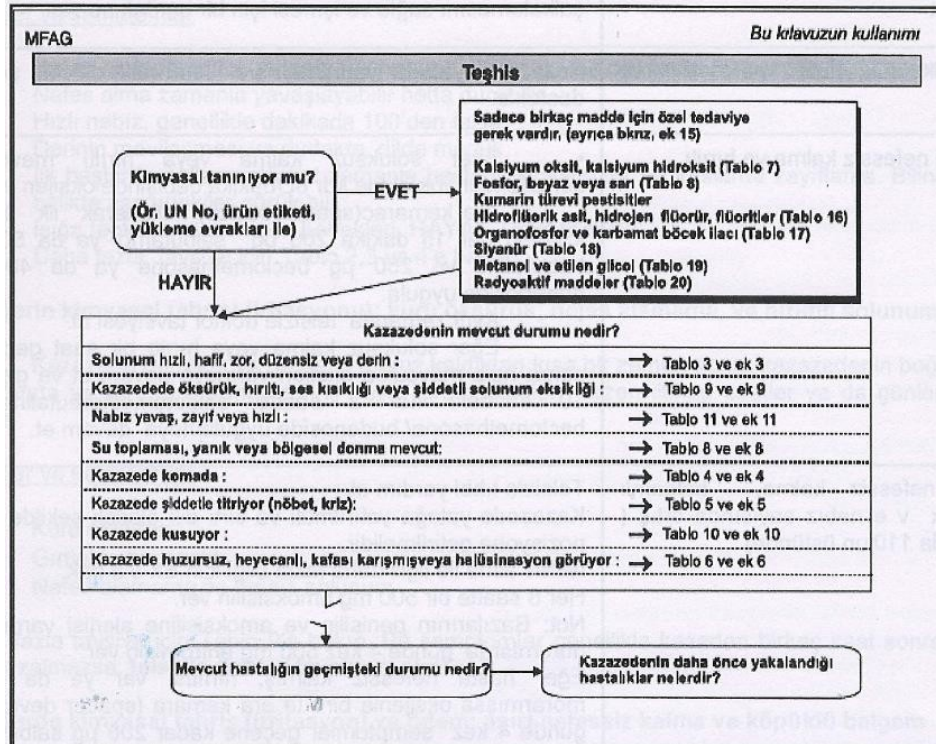 MFAG
Bu kılavuzun kullanımı
Teşhis
Kimyasal tanınıyor mu?
(Ör. UN No, ürün etiketi,
yükleme evrakları ile)
EVET
HAYIR
Sadece birkaç madde için özel tedaviye
gerek vardır, (ayrıca bknz, ek 15)
Kalsiyum oksit, kalsiyum hidroksit (Tablo 7)
Fosfor, beyaz veya sarı (Tablo 8)
Kumarin türevi pestisitler
Hidroflüerik asit, hidrojen flüorür, flüoritler (Tablo 16)
Organofosfor ve karbamat böcek ilacı (Tablo 17)
Siyanür (Tablo 18)
Metanol ve etilen glicol (Tablo 19)
Radyoaktif maddeler (Tablo 20)
Kazazedenin mevcut durumu nedir?
Solunum hızlı, hafif, zor, düzensiz veya derin : Tablo 3 ve ek 3
Kazazedede öksürük, hırıltı, ses kısıklığı veya şiddetli solunum eksikliği : Tablo 9 ve ek 9
Nabız yavaş, zayıf veya hızlı : Tablo 11 ve ek 11
Su toplaması, yanık veya bölgesel donma mevcut: Tablo 8 ve ek 8
Kazazede komada : Tablo 4 ve ek 4
Kazazede şiddetle titriyor (nöbet, kriz): Tablo 5 ve ek 5
Kazazede kusuyor : Tablo 10 ve ek 10
Kazazede huzursuz, heyecanlı, kafası karışmışveya halüsinasyon görüyor : Tablo 6 ve ek 6
Mevcut hastalığın geçmişteki durumu nedir?
Kazazedenin daha önce yakalandığı
hastalıklar nelerdir?